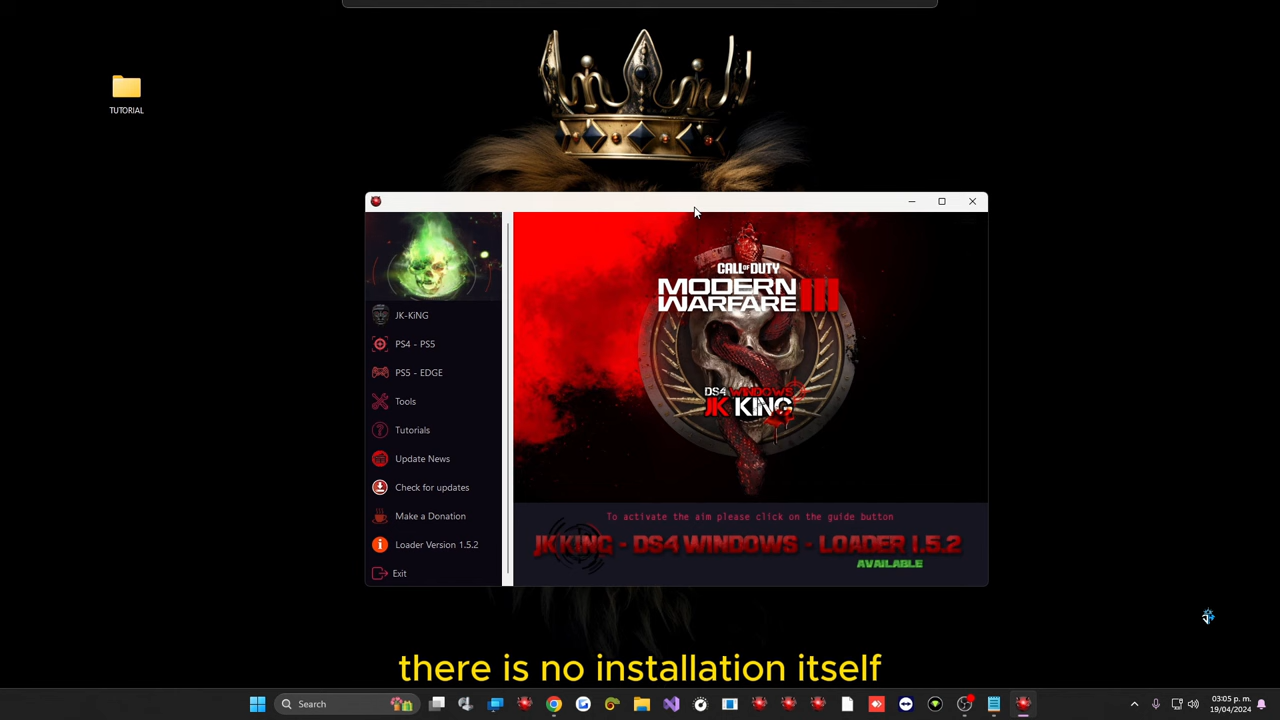 TUTORIAL
CALL OF DUTY
MODERN
WARFARE III
DS4 WINDOWS
JK KING
JK-KiNG
PS4 - PS5
PS5 - EDGE
Tools
Tutorials
Update News
Check for updates
Make a Donation
Loader Version 1.5.2
Exit
To activate the aim please click on the guide button
JK KING - DS4 WINDOWS - LOADER 1.5.2
AVAILABLE
there is no installation itself
Search
03:05 p. m.
19/04/2024